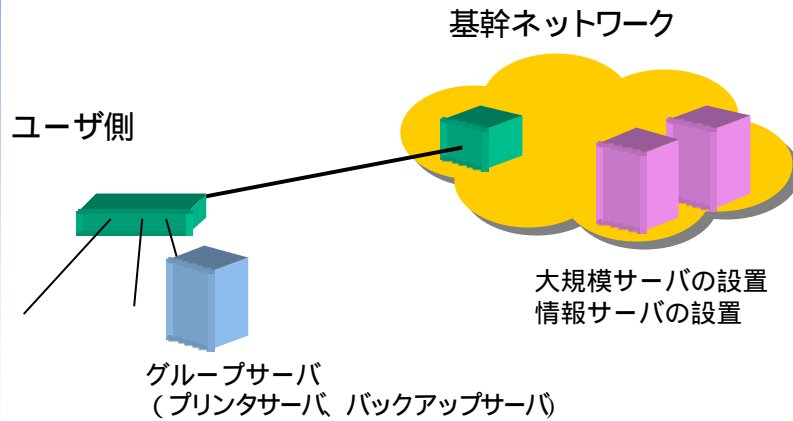 基幹ネットワーク
ユーザ側
大規模サーバの設置
情報サーバの設置
グループサーバ
(プリンタサーバ、バックアップサーバ)